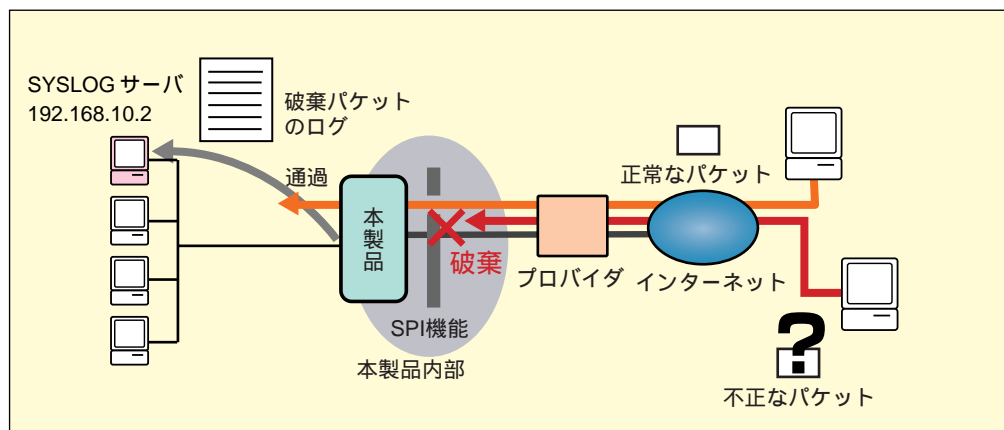 SYSLOG サーバ
192.168.10.2
破棄パケット
のログ
通過
本製品
破棄
SPI機能
本製品内部
プロバイダ
正常なパケット
インターネット
?
不正なパケット